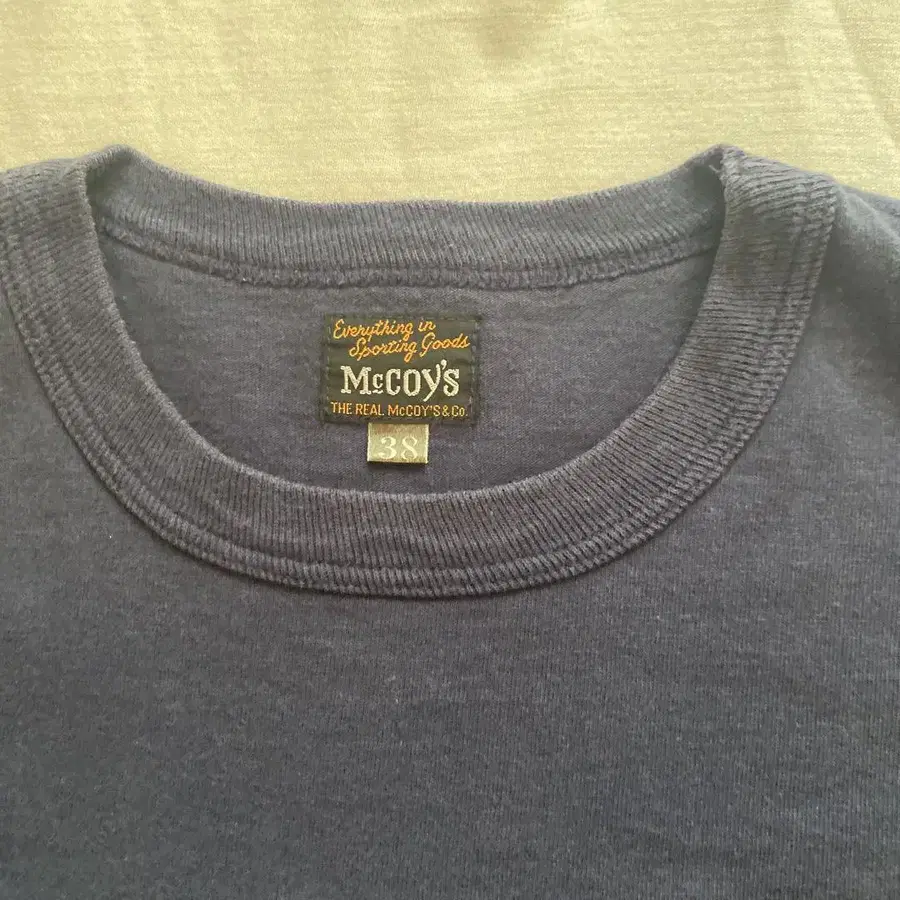 Everything in
Sporting Goods
McCOY'S
THE REAL McCOY'S & Co.
38